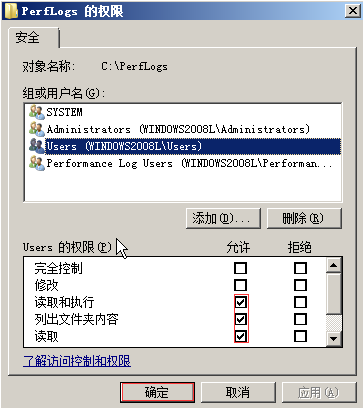 PerfLogs 的权限
安全
对象名称: C:\PerfLogs
组或用户名(G):
SYSTEM
Administrators (WINDOWS2008L\Administrators)
Users (WINDOWS2008L\Users)
Performance Log Users (WINDOWS2008L\Performan...
添加(D)... 删除(R)
Users 的权限(P) 允许 拒绝
完全控制
修改
读取和执行
列出文件夹内容
读取
了解访问控制和权限
确定 取消 应用(A)